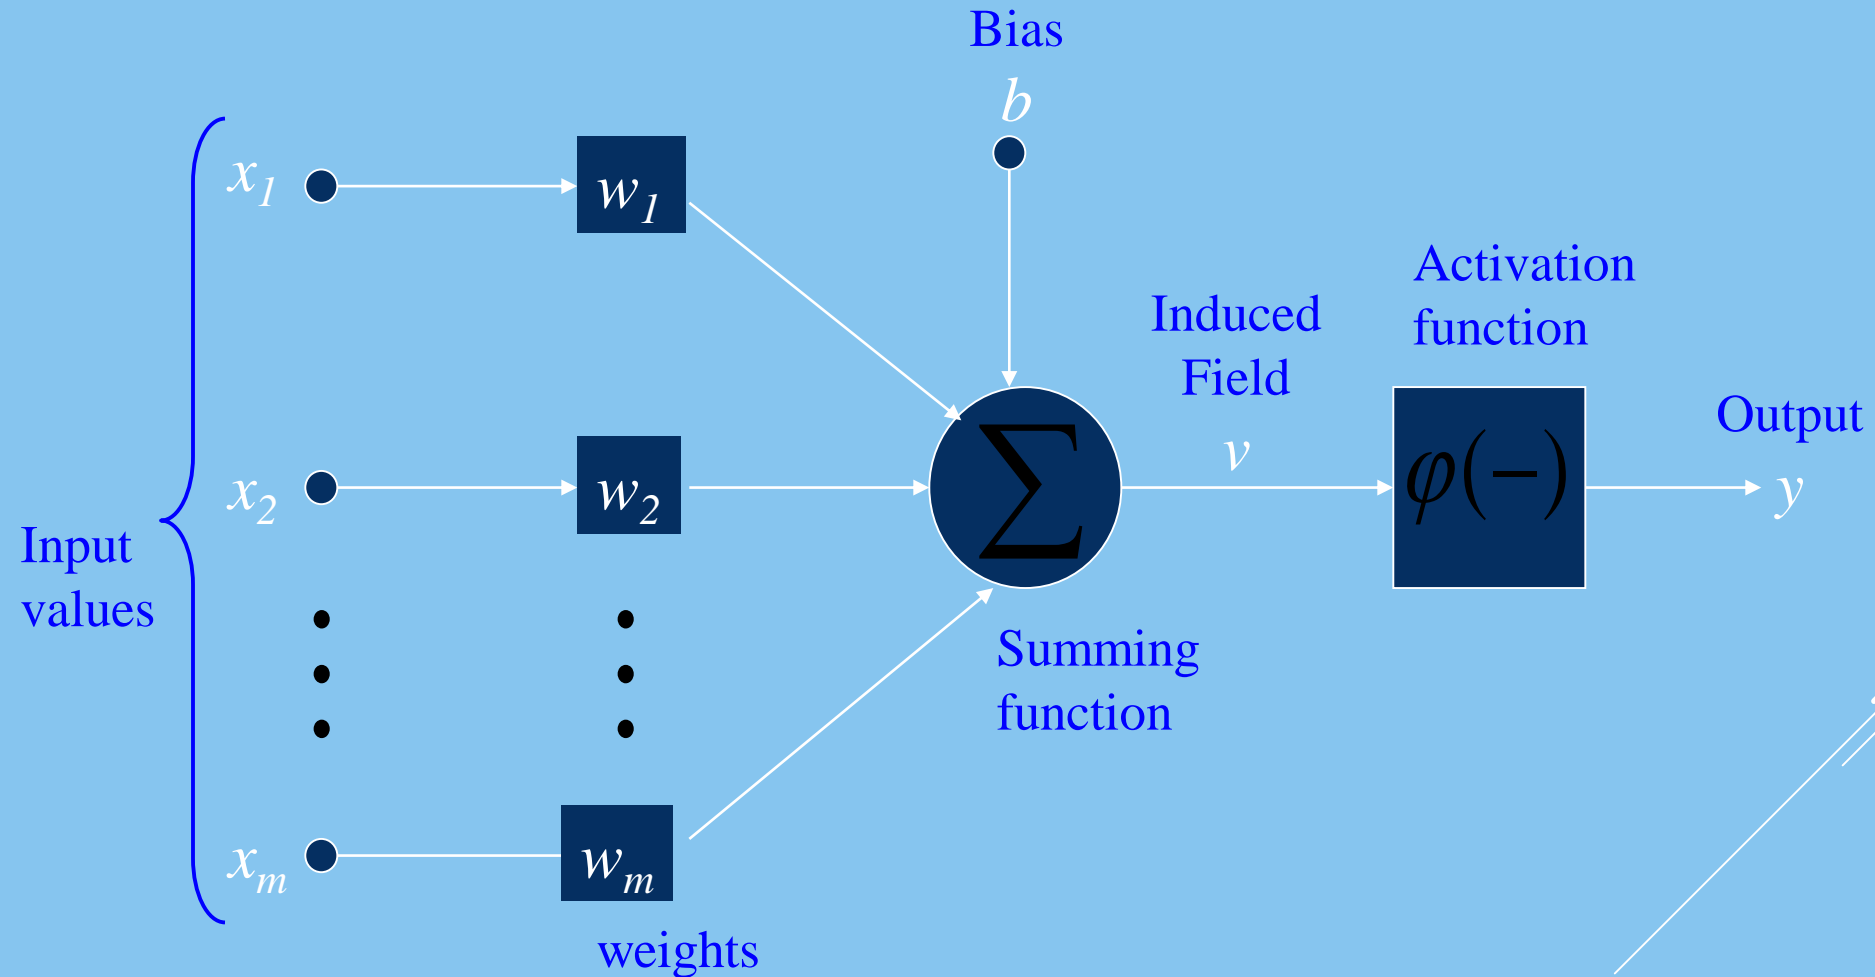 Bias
b
x₁
w₁
Activation
function
Induced
Field
Output
v
∑
φ(−)
y
x₂
w₂
Input
values
Summing
function
xₘ
wₘ
weights